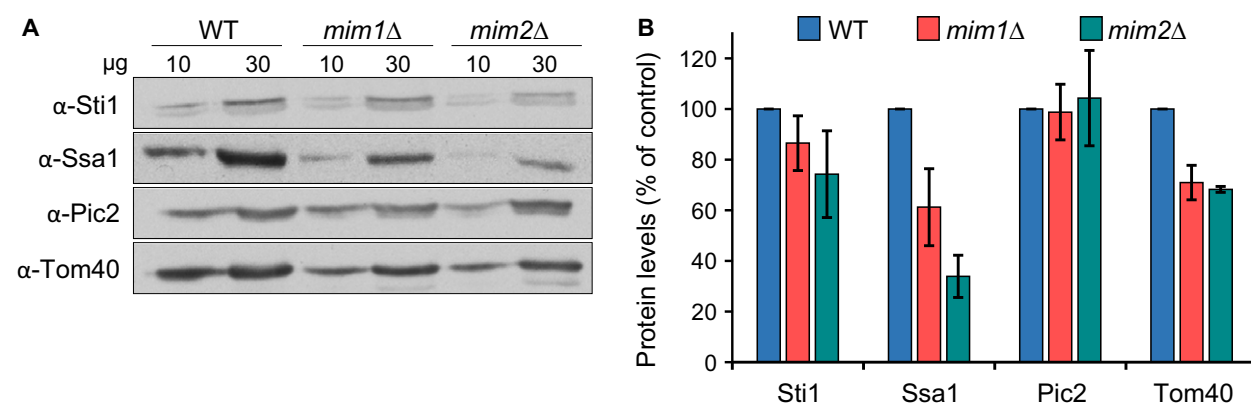 A
WT mim1Δ mim2Δ
µg 10 30 10 30 10 30
α-Sti1
α-Ssa1
α-Pic2
α-Tom40
B
WT mim1Δ mim2Δ
Protein levels (% of control)
120
100
80
60
40
20
0
Sti1 Ssa1 Pic2 Tom40